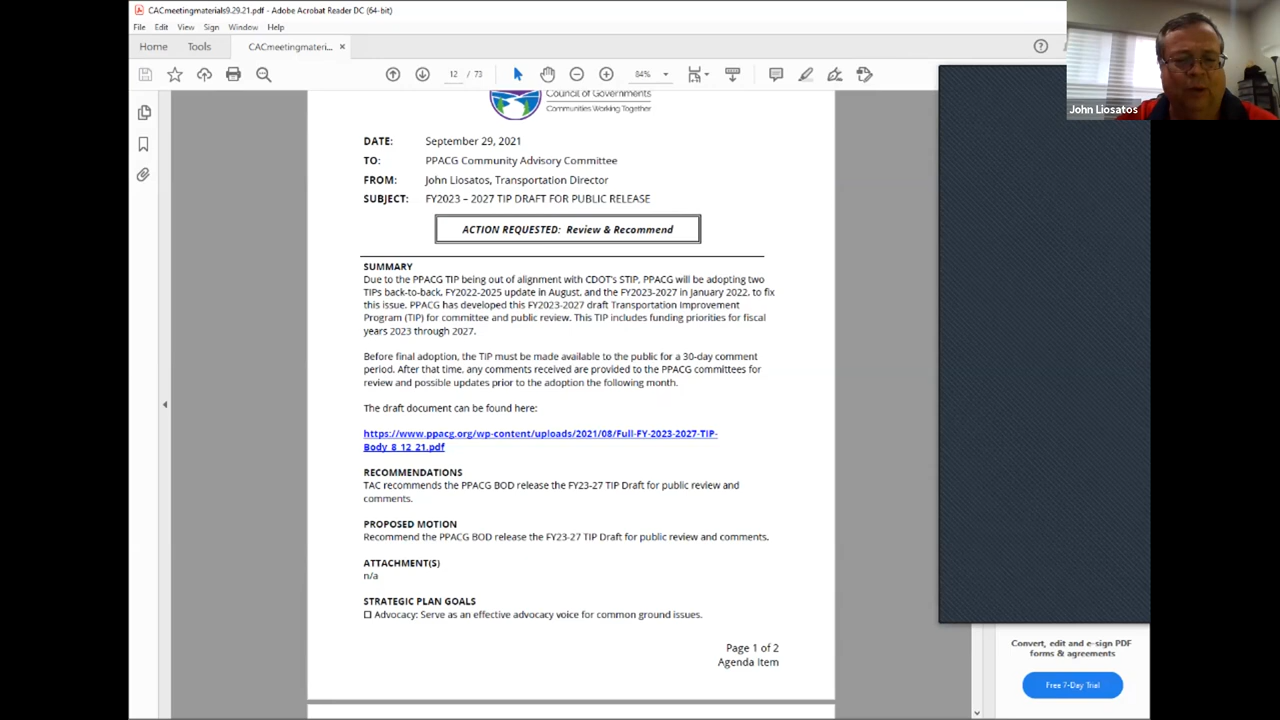 CACmeetingmaterials9.29.21.pdf - Adobe Acrobat Reader DC (64-bit)
File Edit View Sign Window Help
Home Tools CACmeetingmateri... ×
12 / 73 84%
John Liosatos
Council of Governments
Communities Working Together
DATE: September 29, 2021
TO: PPACG Community Advisory Committee
FROM: John Liosatos, Transportation Director
SUBJECT: FY2023 – 2027 TIP DRAFT FOR PUBLIC RELEASE
ACTION REQUESTED: Review & Recommend
SUMMARY
Due to the PPACG TIP being out of alignment with CDOT's STIP, PPACG will be adopting two
TIPs back-to-back, FY2022-2025 update in August, and the FY2023-2027 in January 2022, to fix
this issue. PPACG has developed this FY2023-2027 draft Transportation Improvement
Program (TIP) for committee and public review. This TIP includes funding priorities for fiscal
years 2023 through 2027.
Before final adoption, the TIP must be made available to the public for a 30-day comment
period. After that time, any comments received are provided to the PPACG committees for
review and possible updates prior to the adoption the following month.
The draft document can be found here:
https://www.ppacg.org/wp-content/uploads/2021/08/Full-FY-2023-2027-TIP-
Body_8_12_21.pdf
RECOMMENDATIONS
TAC recommends the PPACG BOD release the FY23-27 TIP Draft for public review and
comments.
PROPOSED MOTION
Recommend the PPACG BOD release the FY23-27 TIP Draft for public review and comments.
ATTACHMENT(S)
n/a
STRATEGIC PLAN GOALS
☐ Advocacy: Serve as an effective advocacy voice for common ground issues.
Page 1 of 2
Agenda Item
Convert, edit and e-sign PDF
forms & agreements
Free 7-Day Trial